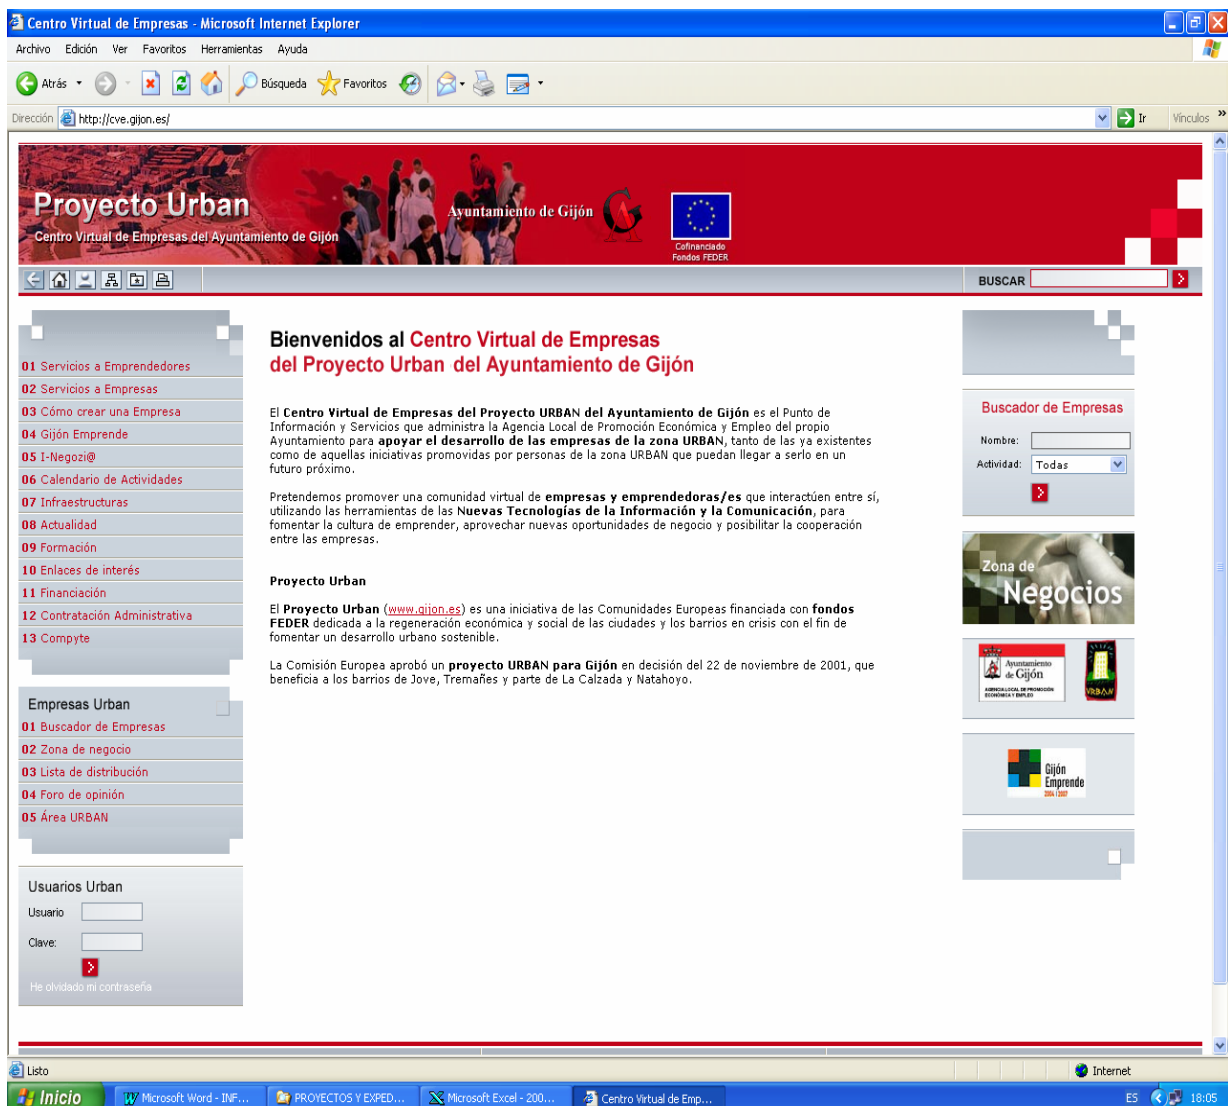 Centro Virtual de Empresas - Microsoft Internet Explorer
Archivo Edición Ver Favoritos Herramientas Ayuda
Atrás Búsqueda Favoritos
Dirección http://cve.gijon.es/ Ir Vínculos »
Proyecto Urban
Centro Virtual de Empresas del Ayuntamiento de Gijón
Ayuntamiento de Gijón
Cofinanciado
Fondos FEDER
BUSCAR
01 Servicios a Emprendedores
02 Servicios a Empresas
03 Cómo crear una Empresa
04 Gijón Emprende
05 I-Negozi@
06 Calendario de Actividades
07 Infraestructuras
08 Actualidad
09 Formación
10 Enlaces de interés
11 Financiación
12 Contratación Administrativa
13 Compyte
Empresas Urban
01 Buscador de Empresas
02 Zona de negocio
03 Lista de distribución
04 Foro de opinión
05 Área URBAN
Usuarios Urban
Usuario
Clave:
He olvidado mi contraseña
Bienvenidos al Centro Virtual de Empresas
del Proyecto Urban del Ayuntamiento de Gijón
El Centro Virtual de Empresas del Proyecto URBAN del Ayuntamiento de Gijón es el Punto de
Información y Servicios que administra la Agencia Local de Promoción Económica y Empleo del propio
Ayuntamiento para apoyar el desarrollo de las empresas de la zona URBAN, tanto de las ya existentes
como de aquellas iniciativas promovidas por personas de la zona URBAN que puedan llegar a serlo en un
futuro próximo.
Pretendemos promover una comunidad virtual de empresas y emprendedoras/es que interactúen entre sí,
utilizando las herramientas de las Nuevas Tecnologías de la Información y la Comunicación, para
fomentar la cultura de emprender, aprovechar nuevas oportunidades de negocio y posibilitar la cooperación
entre las empresas.
Proyecto Urban
El Proyecto Urban (www.gijon.es) es una iniciativa de las Comunidades Europeas financiada con fondos
FEDER dedicada a la regeneración económica y social de las ciudades y los barrios en crisis con el fin de
fomentar un desarrollo urbano sostenible.
La Comisión Europea aprobó un proyecto URBAN para Gijón en decisión del 22 de noviembre de 2001, que
beneficia a los barrios de Jove, Tremañes y parte de La Calzada y Natahoyo.
Buscador de Empresas
Nombre:
Actividad: Todas
Zona de
Negocios
Ayuntamiento
de Gijón
AGENCIA LOCAL DE PROMOCIÓN
ECONÓMICA Y EMPLEO
URBAN
Gijón
Emprende
2004 | 2007
Listo Internet
Inicio Microsoft Word - INF... PROYECTOS Y EXPED... Microsoft Excel - 200... Centro Virtual de Emp... ES 18:05